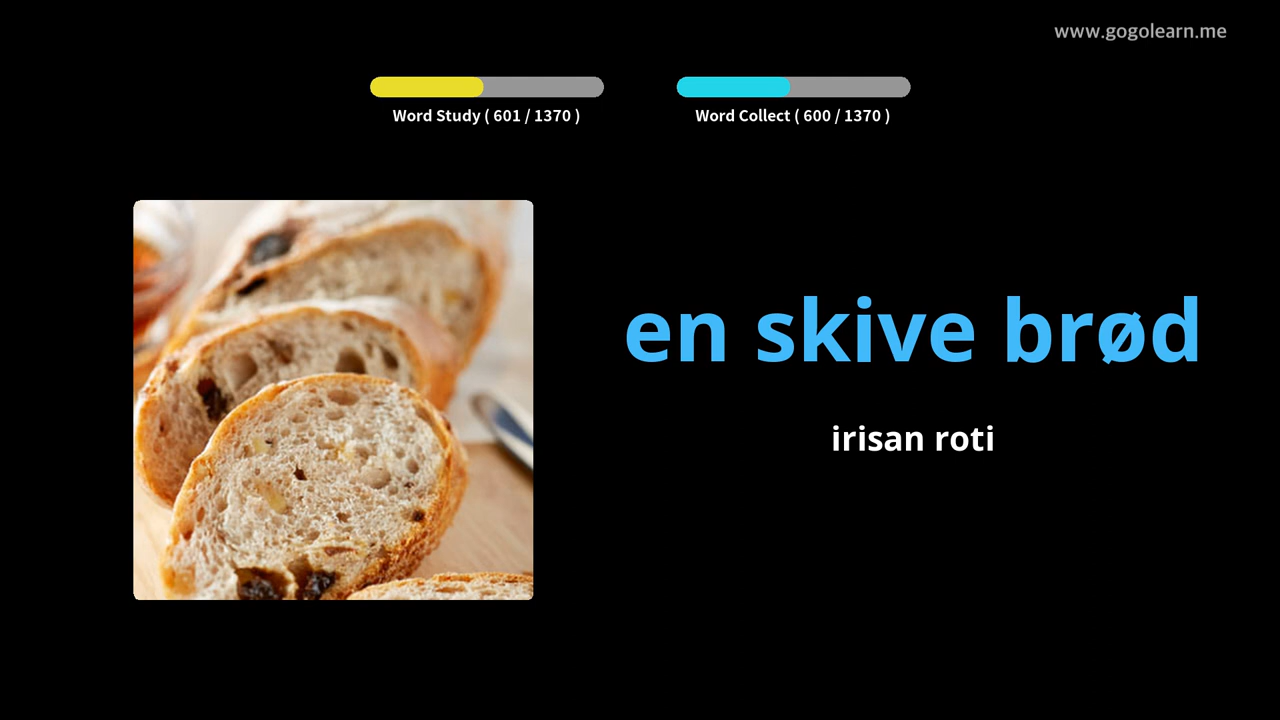 www.gogolearn.me
Word Study ( 601 / 1370 )
Word Collect ( 600 / 1370 )
en skive brød
irisan roti